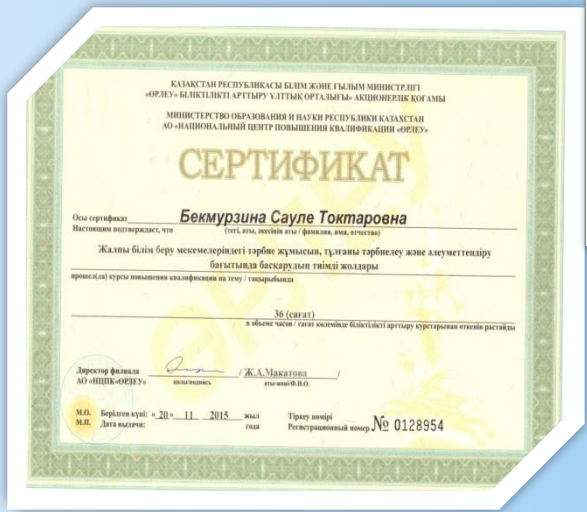 ҚАЗАҚСТАН РЕСПУБЛИКАСЫ БІЛІМ ЖӘНЕ ҒЫЛЫМ МИНИСТРЛІГІ
«ӨРЛЕУ» БІЛІКТІЛІКТІ АРТТЫРУ ҰЛТТЫҚ ОРТАЛЫҒЫ» АКЦИОНЕРЛІК ҚОҒАМЫ
МИНИСТЕРСТВО ОБРАЗОВАНИЯ И НАУКИ РЕСПУБЛИКИ КАЗАХСТАН
АО «НАЦИОНАЛЬНЫЙ ЦЕНТР ПОВЫШЕНИЯ КВАЛИФИКАЦИИ «ӨРЛЕУ»
СЕРТИФИКАТ
Осы сертификат Бекмурзина Сауле Токтаровна
Настоящим подтверждает, что (тегі, аты, әкесінің аты / фамилия, имя, отчество)
Жалпы білім беру мекемелеріндегі тәрбие жұмысын, тұлғаны тәрбиелеу және әлеуметтендіру
бағытында басқарудың тиімді жолдары
прошел(ла) курсы повышения квалификации на тему / тақырыбында
36 (сағат)
в объеме часов / сағат көлемінде біліктілікті арттыру курстарынан өткенін растайды
Директор филиала / Ж.А.Макатова /
АО «НЦПК«ӨРЛЕУ» қолы/подпись аты-жөні/Ф.И.О.
М.О. Берілген күні: « 20 » 11 2015 жыл Тіркеу нөмірі
М.П. Дата выдачи: года Регистрационный номер № 0128954
ӨРЛЕУ